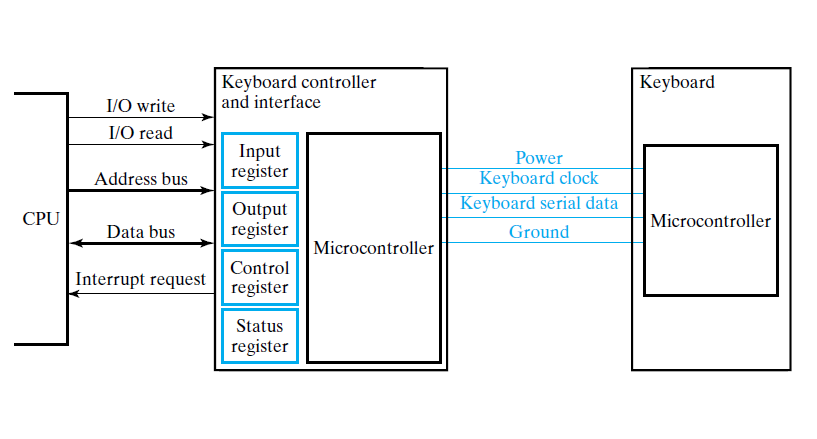 Keyboard controller
and interface
Keyboard
I/O write
I/O read
Address bus
CPU
Data bus
Interrupt request
Input
register
Output
register
Control
register
Status
register
Microcontroller
Power
Keyboard clock
Keyboard serial data
Ground
Microcontroller